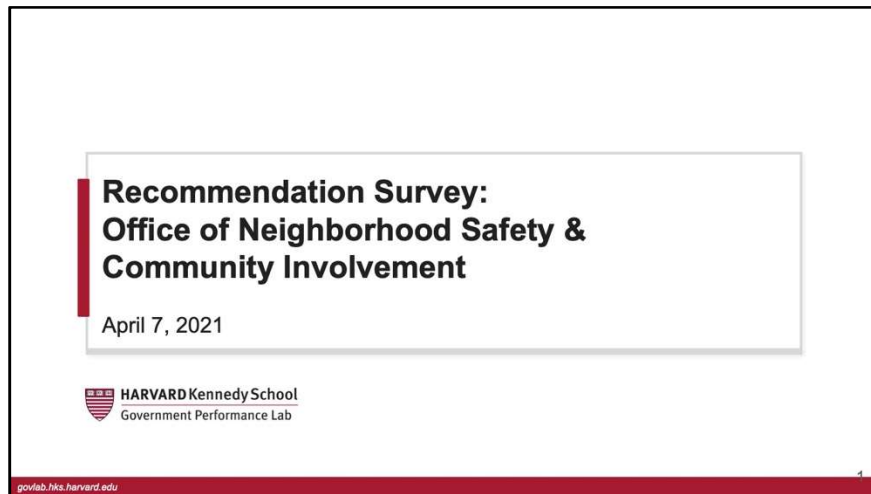 Recommendation Survey:
Office of Neighborhood Safety &
Community Involvement
April 7, 2021
HARVARD Kennedy School
Government Performance Lab
govlab.hks.harvard.edu
1